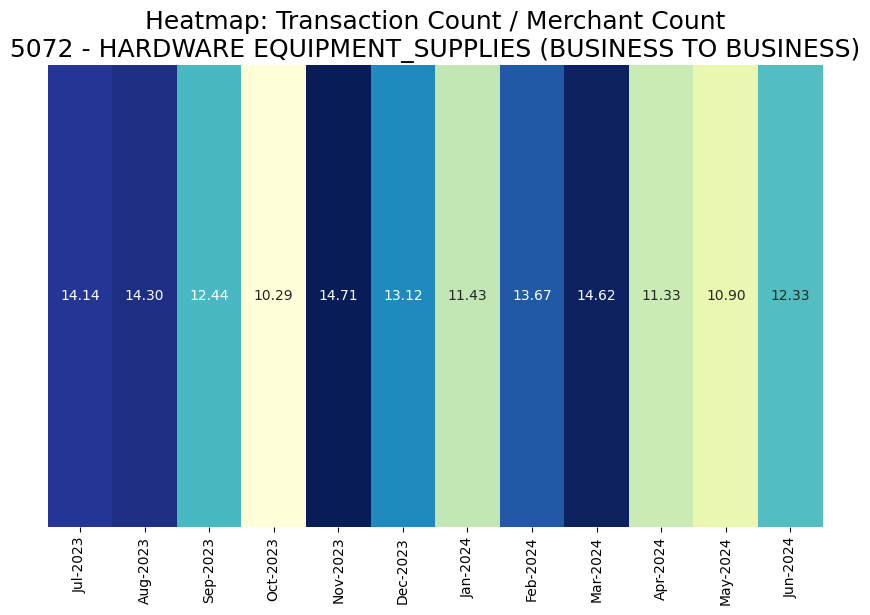 Heatmap: Transaction Count / Merchant Count
5072 - HARDWARE EQUIPMENT_SUPPLIES (BUSINESS TO BUSINESS)
14.14 14.30 12.44 10.29 14.71 13.12 11.43 13.67 14.62 11.33 10.90 12.33
Jul-2023 Aug-2023 Sep-2023 Oct-2023 Nov-2023 Dec-2023 Jan-2024 Feb-2024 Mar-2024 Apr-2024 May-2024 Jun-2024